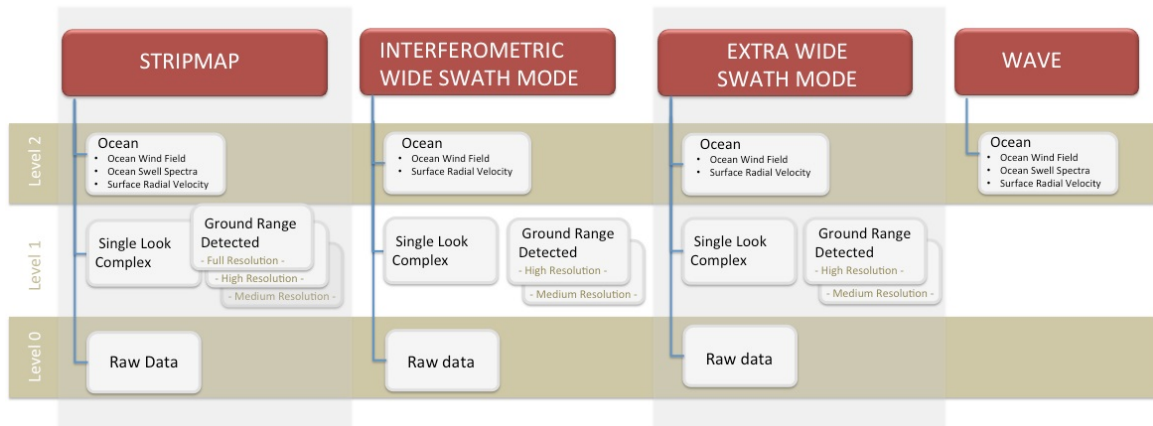 STRIPMAP
INTERFEROMETRIC
WIDE SWATH MODE
EXTRA WIDE
SWATH MODE
WAVE
Level 2
Ocean
• Ocean Wind Field
• Ocean Swell Spectra
• Surface Radial Velocity
Ocean
• Ocean Wind Field
• Surface Radial Velocity
Ocean
• Ocean Wind Field
• Surface Radial Velocity
Ocean
• Ocean Wind Field
• Ocean Swell Spectra
• Surface Radial Velocity
Level 1
Single Look
Complex
Ground Range
Detected
- Full Resolution -
- High Resolution -
- Medium Resolution -
Single Look
Complex
Ground Range
Detected
- High Resolution -
- Medium Resolution -
Single Look
Complex
Ground Range
Detected
- High Resolution -
- Medium Resolution -
Level 0
Raw Data
Raw data
Raw data